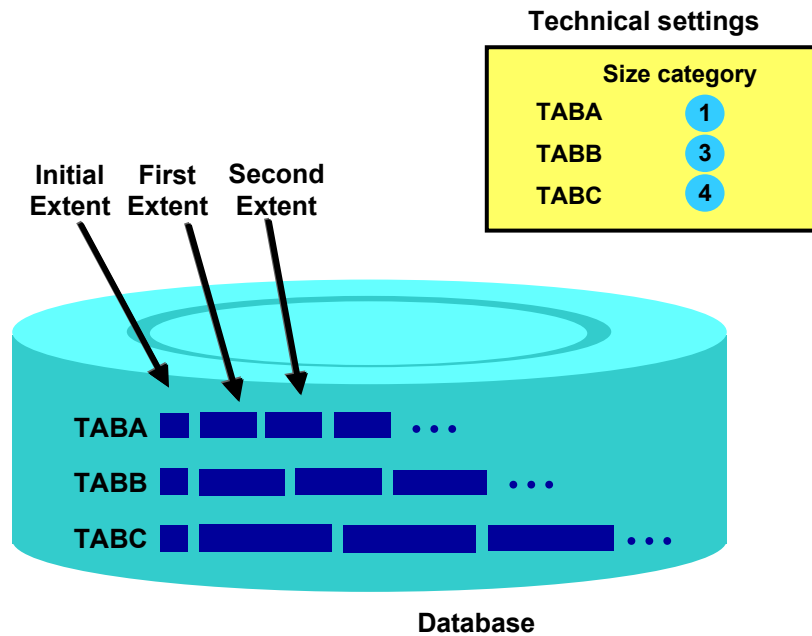 Technical settings
Size category
TABA 1
TABB 3
TABC 4
Initial Extent
First Extent
Second Extent
TABA ...
TABB ...
TABC ...
Database